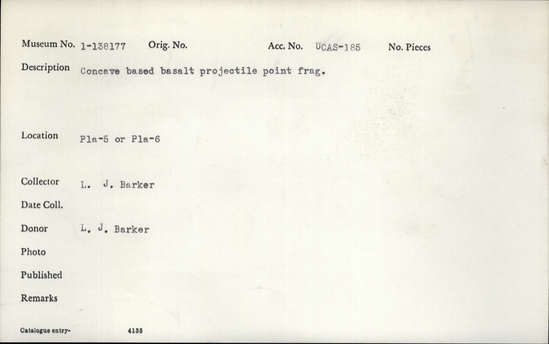 Museum No. 1-138177 Orig. No. Acc. No. UCAS-185 No. Pieces
Description Concave based basalt projectile point frag.
Location Pla-5 or Pla-6
Collector L. J. Barker
Date Coll.
Donor L. J. Barker
Photo
Published
Remarks
Catalogue entry- 4135